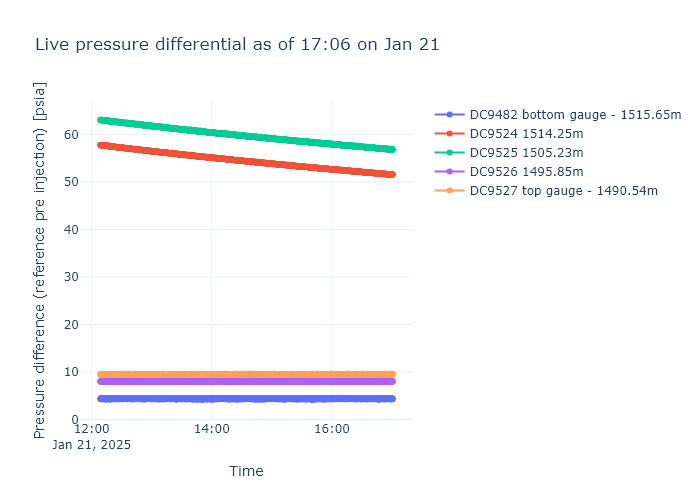 Live pressure differential as of 17:06 on Jan 21
Pressure difference (reference pre injection) [psia]
60
50
40
30
20
10
0
12:00
Jan 21, 2025
14:00
16:00
Time
DC9482 bottom gauge - 1515.65m
DC9524 1514.25m
DC9525 1505.23m
DC9526 1495.85m
DC9527 top gauge - 1490.54m